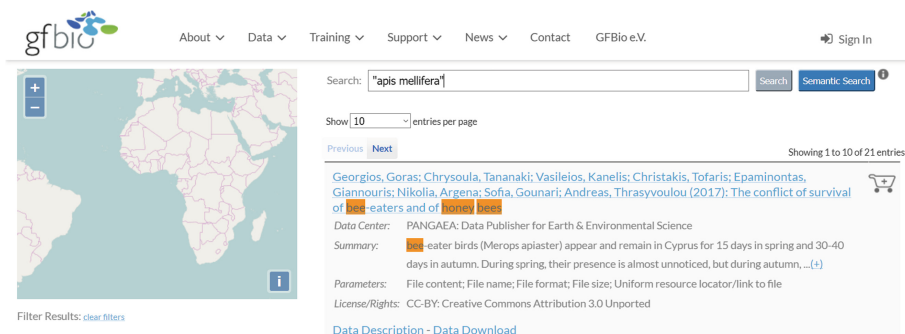 gfbio
About Data Training Support News Contact GFBio e.V. Sign In
+
−
Search: "apis mellifera" Search Semantic Search i
Show 10 entries per page
Previous Next
Showing 1 to 10 of 21 entries
Georgios, Goras; Chrysoula, Tananaki; Vasileios, Kanelis; Christakis, Tofaris; Epaminontas,
Giannouris; Nikolia, Argena; Sofia, Gounari; Andreas, Thrasyvoulou (2017): The conflict of survival
of bee-eaters and of honey bees
Data Center: PANGAEA: Data Publisher for Earth & Environmental Science
Summary: bee-eater birds (Merops apiaster) appear and remain in Cyprus for 15 days in spring and 30-40
days in autumn. During spring, their presence is almost unnoticed, but during autumn, ...(+)
Parameters: File content; File name; File format; File size; Uniform resource locator/link to file
License/Rights: CC-BY: Creative Commons Attribution 3.0 Unported
Data Description - Data Download
i
Filter Results: clear filters